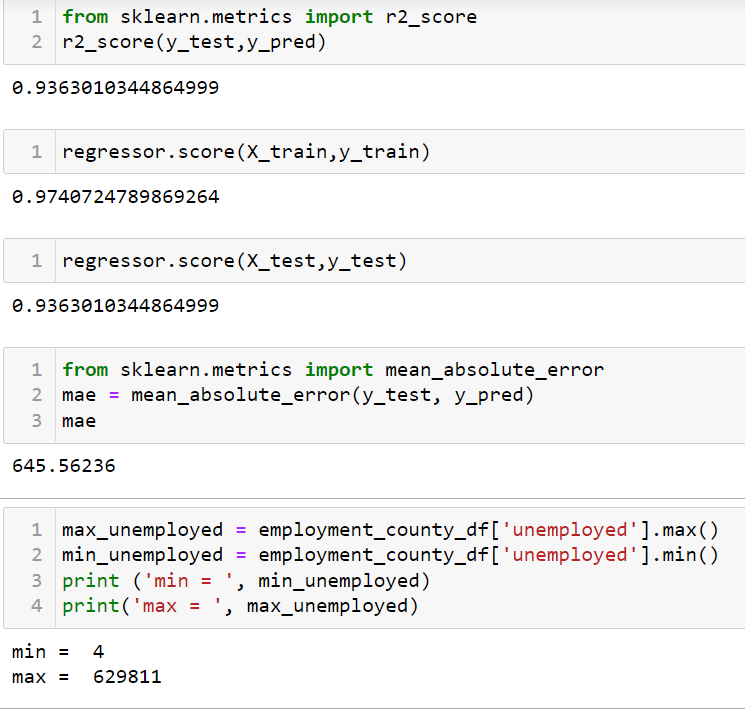 1 from sklearn.metrics import r2_score
2 r2_score(y_test,y_pred)
0.9363010344864999
1 regressor.score(X_train,y_train)
0.9740724789869264
1 regressor.score(X_test,y_test)
0.9363010344864999
1 from sklearn.metrics import mean_absolute_error
2 mae = mean_absolute_error(y_test, y_pred)
3 mae
645.56236
1 max_unemployed = employment_county_df['unemployed'].max()
2 min_unemployed = employment_county_df['unemployed'].min()
3 print ('min = ', min_unemployed)
4 print('max = ', max_unemployed)
min =  4
max =  629811